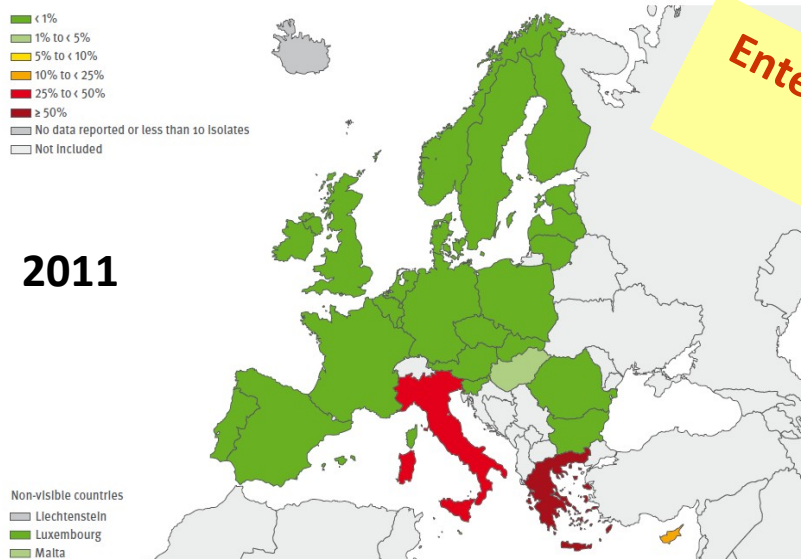 < 1%
1% to < 5%
5% to < 10%
10% to < 25%
25% to < 50%
≥ 50%
No data reported or less than 10 Isolates
Not Included
Ente
2011
Non-visible countries
Liechtenstein
Luxembourg
Malta